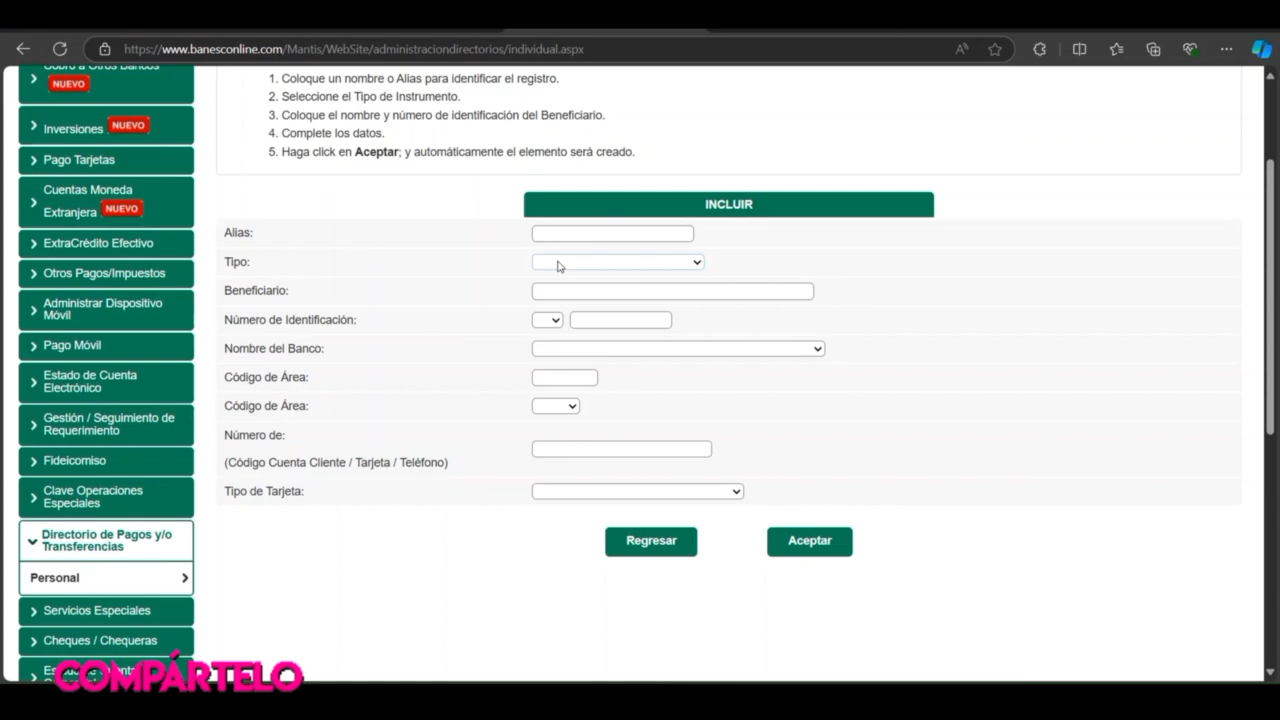 https://www.banesconline.com/Mantis/WebSite/administraciondirectorios/individual.aspx
Cobro a Otros Bancos
NUEVO
Inversiones NUEVO
Pago Tarjetas
Cuentas Moneda
Extranjera NUEVO
ExtraCrédito Efectivo
Otros Pagos/Impuestos
Administrar Dispositivo
Móvil
Pago Móvil
Estado de Cuenta
Electrónico
Gestión / Seguimiento de
Requerimiento
Fideicomiso
Clave Operaciones
Especiales
Directorio de Pagos y/o
Transferencias
Personal
Servicios Especiales
Cheques / Chequeras
1. Coloque un nombre o Alias para identificar el registro.
2. Seleccione el Tipo de Instrumento.
3. Coloque el nombre y número de identificación del Beneficiario.
4. Complete los datos.
5. Haga click en Aceptar; y automáticamente el elemento será creado.
INCLUIR
Alias:
Tipo:
Beneficiario:
Número de Identificación:
Nombre del Banco:
Código de Área:
Código de Área:
Número de:
(Código Cuenta Cliente / Tarjeta / Teléfono)
Tipo de Tarjeta:
Regresar
Aceptar
COMPÁRTELO